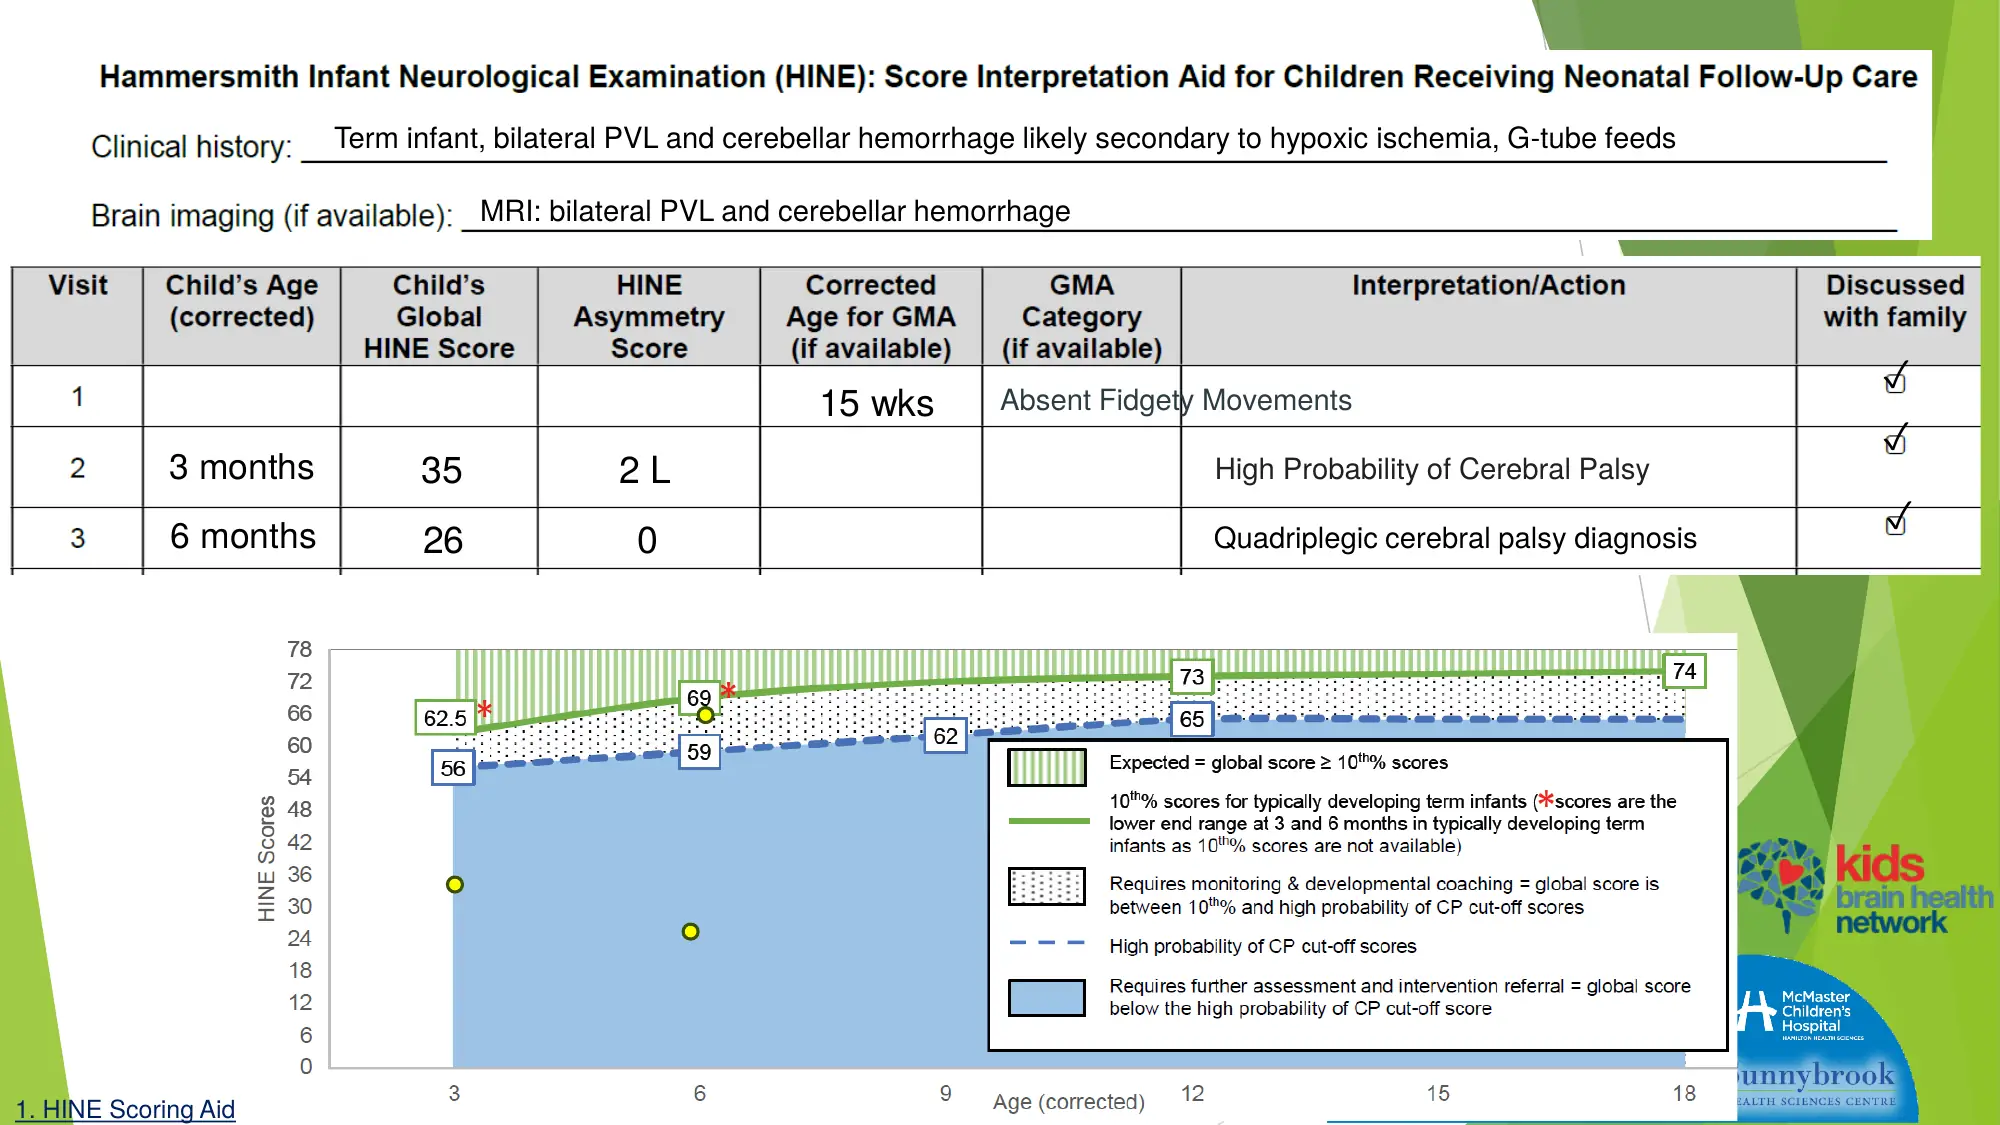 Hammersmith Infant Neurological Examination (HINE): Score Interpretation Aid for Children Receiving Neonatal Follow-Up Care
Clinical history: Term infant, bilateral PVL and cerebellar hemorrhage likely secondary to hypoxic ischemia, G-tube feeds
Brain imaging (if available): MRI: bilateral PVL and cerebellar hemorrhage
Visit Child's Age (corrected) Child's Global HINE Score HINE Asymmetry Score Corrected Age for GMA (if available) GMA Category (if available) Interpretation/Action Discussed with family
1 15 wks Absent Fidgety Movements ✓
2 3 months 35 2 L High Probability of Cerebral Palsy ✓
3 6 months 26 0 Quadriplegic cerebral palsy diagnosis ✓
HINE Scores
78
72
66
60
54
48
42
36
30
24
18
12
6
0
62.5 *
69 *
73
74
56
59
62
65
Expected = global score ≥ 10th% scores
10th% scores for typically developing term infants (*scores are the
lower end range at 3 and 6 months in typically developing term
infants as 10th% scores are not available)
Requires monitoring & developmental coaching = global score is
between 10th% and high probability of CP cut-off scores
High probability of CP cut-off scores
Requires further assessment and intervention referral = global score
below the high probability of CP cut-off score
3 6 9 12 15 18
Age (corrected)
1. HINE Scoring Aid
kids
brain health
network
McMaster
Children's
Hospital
HAMILTON HEALTH SCIENCES
unnybrook
EALTH SCIENCES CENTRE